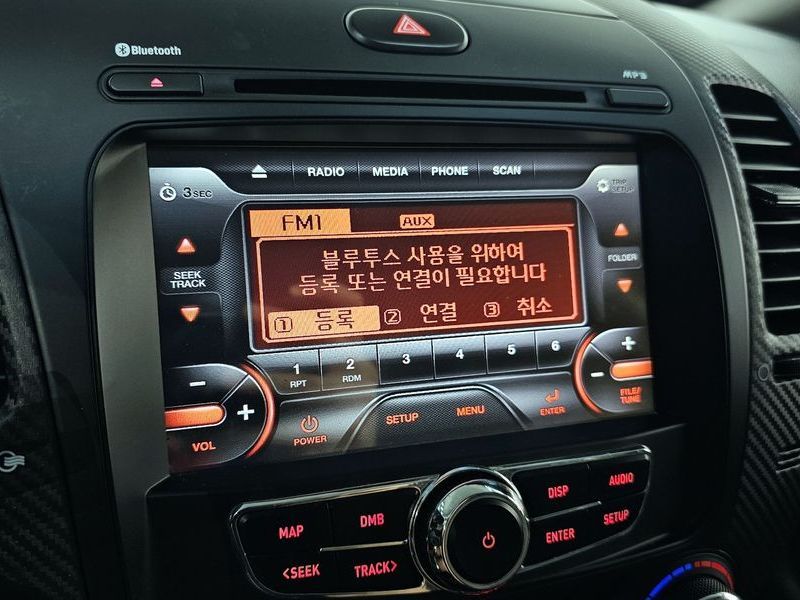 Bluetooth
MP3
RADIO MEDIA PHONE SCAN
3 SEC
TRIP
SETUP
FM1 AUX
블루투스 사용을 위하여
등록 또는 연결이 필요합니다
1 등록 2 연결 3 취소
SEEK
TRACK
FOLDER
1 2 3 4 5 6
RPT RDM
− +
VOL
POWER
SETUP
MENU
ENTER
− +
FILE/
TUNE
MAP
DMB
<SEEK
TRACK>
DISP
AUDIO
ENTER
SETUP